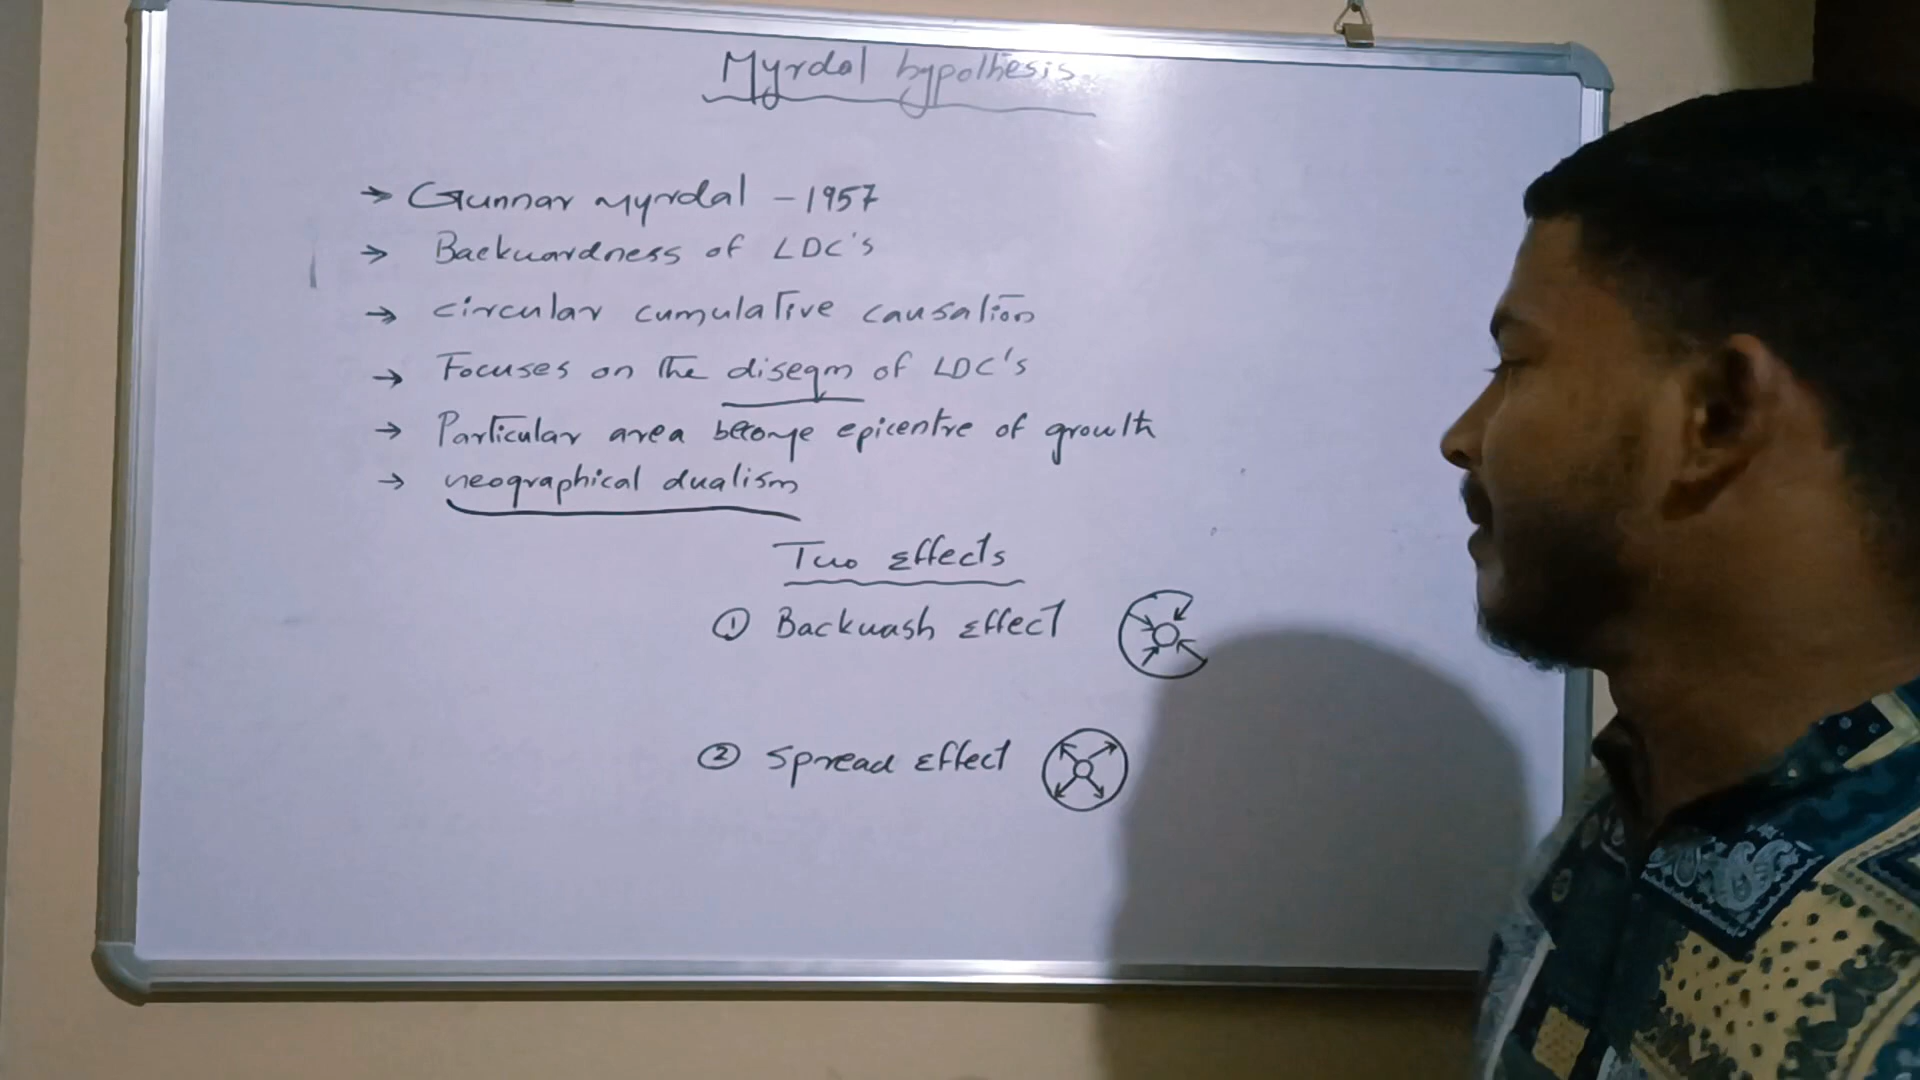 Myrdal hypothesis
→ Gunnar Myrdal - 1957
→ Backwardness of LDC's
→ circular cumulative causation
→ Focuses on the diseqm of LDC's
→ Particular area become epicentre of growth
→ neographical dualism
Two Effects
① Backwash Effect
② Spread Effect